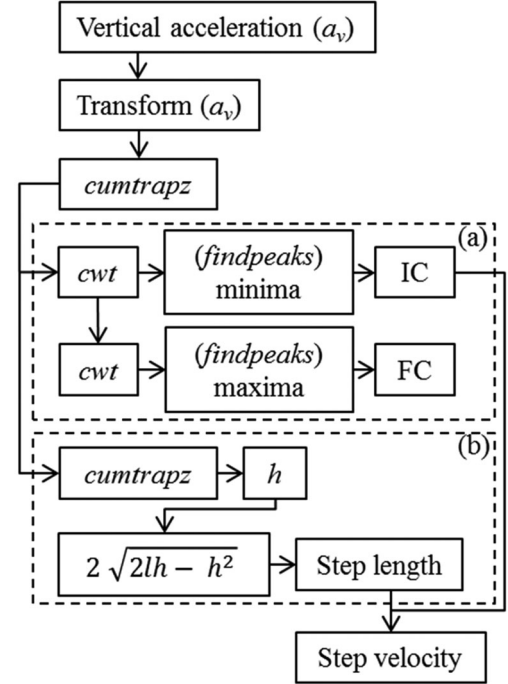 Vertical acceleration (aᵥ)
Transform (aᵥ)
cumtrapz
(a)
cwt
(findpeaks)
minima
IC
cwt
(findpeaks)
maxima
FC
(b)
cumtrapz
h
2 √2lh − h²
Step length
Step velocity